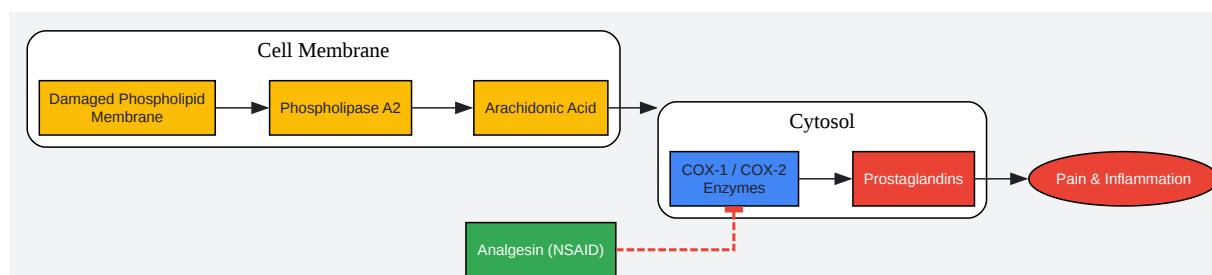 Cell Membrane
Damaged Phospholipid
Membrane
Phospholipase A2
Arachidonic Acid
Cytosol
COX-1 / COX-2
Enzymes
Prostaglandins
Pain & Inflammation
Analgesin (NSAID)